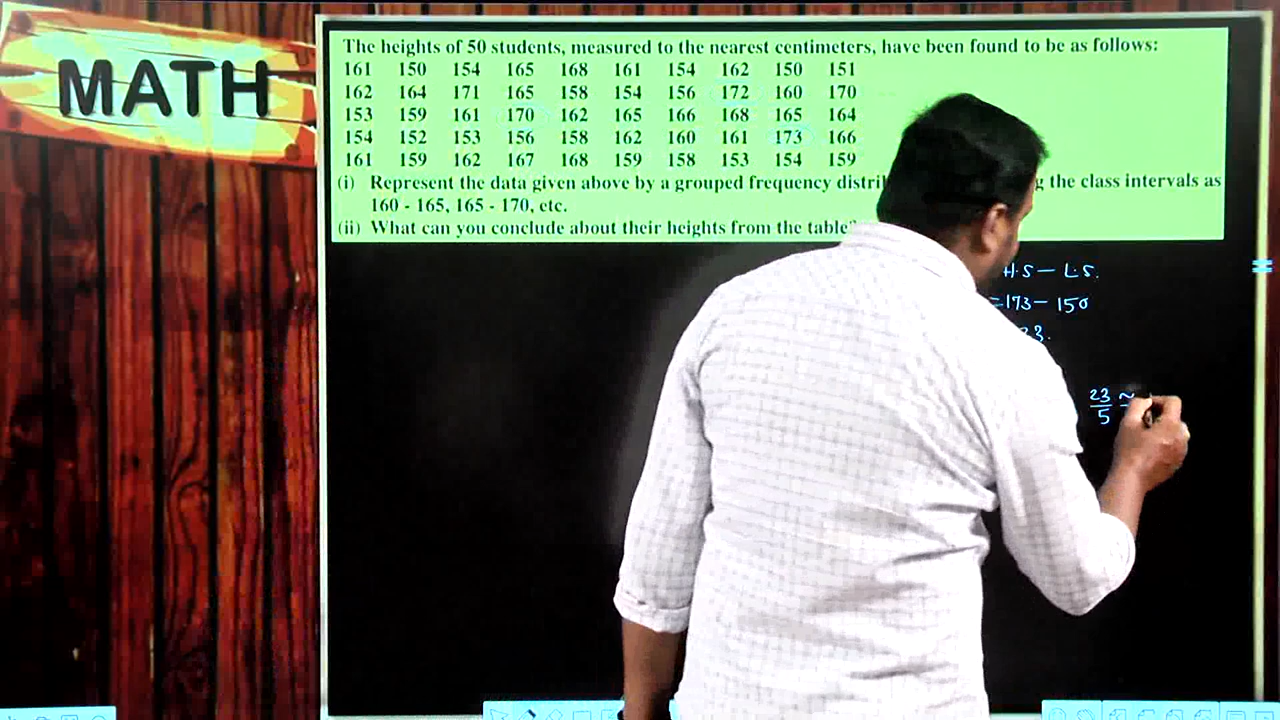 MATH
The heights of 50 students, measured to the nearest centimeters, have been found to be as follows:
161 150 154 165 168 161 154 162 150 151
162 164 171 165 158 154 156 172 160 170
153 159 161 170 162 165 166 168 165 164
154 152 153 156 158 162 160 161 173 166
161 159 162 167 168 159 158 153 154 159
(i) Represent the data given above by a grouped frequency the class intervals as
160 - 165, 165 - 170, etc.
(ii) What can you conclude about their heights from the table?
H.S – L.S.
=173 – 150
23.
23/5 ≈